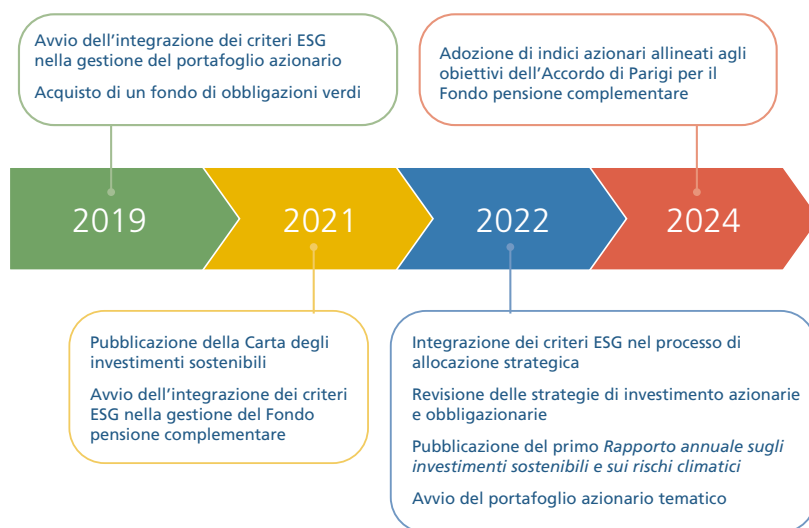 Avvio dell'integrazione dei criteri ESG
nella gestione del portafoglio azionario
Acquisto di un fondo di obbligazioni verdi
Adozione di indici azionari allineati agli
obiettivi dell'Accordo di Parigi per il
Fondo pensione complementare
2019
2021
2022
2024
Pubblicazione della Carta degli
investimenti sostenibili
Avvio dell'integrazione dei criteri
ESG nella gestione del Fondo
pensione complementare
Integrazione dei criteri ESG nel processo di
allocazione strategica
Revisione delle strategie di investimento azionarie
e obbligazionarie
Pubblicazione del primo Rapporto annuale sugli
investimenti sostenibili e sui rischi climatici
Avvio del portafoglio azionario tematico